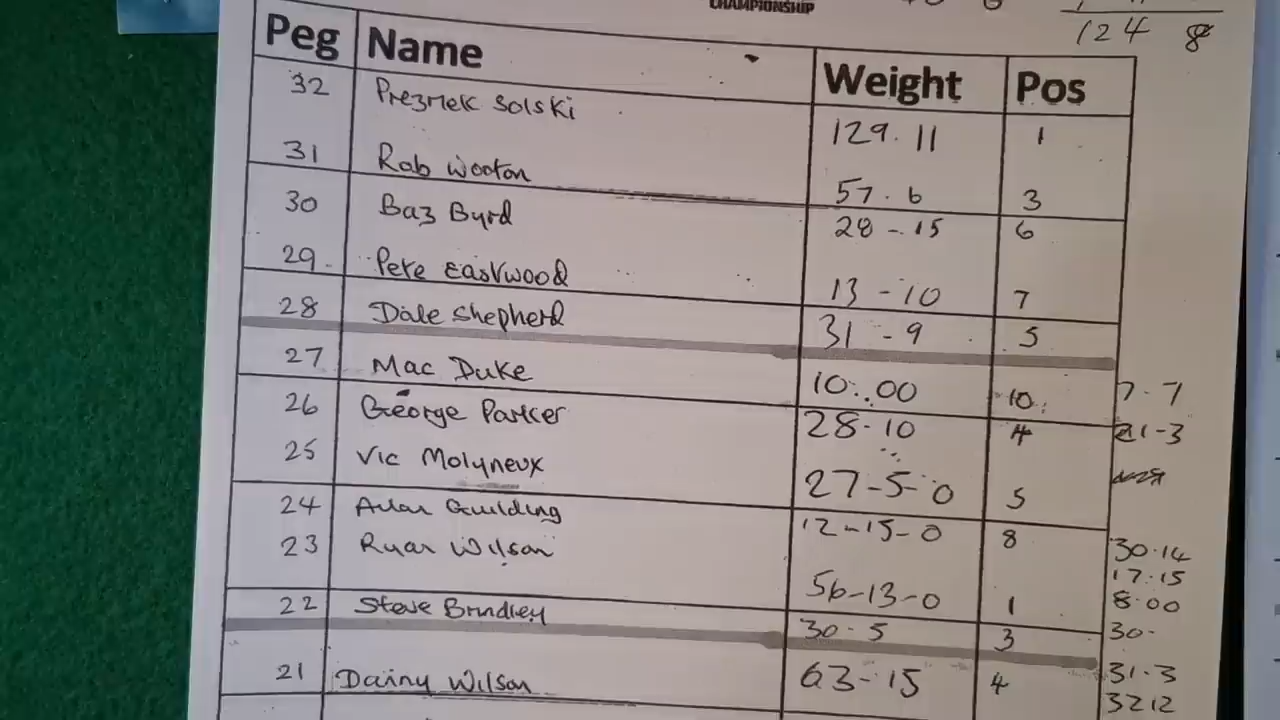 CHAMPIONSHIP
124 8
Peg Name Weight Pos
32 Prezmek Solski 129.11 1
31 Rob Wooton 57.6 3
30 Baz Byrd 28-15 6
29 Pete Eastwood 13-10 7
28 Dale Shepherd 31-9 5
27 Mac Duke 10..00 10 7-7
26 George Parker 28-10 4 21-3
25 Vic Molyneux 27-5-0 5
24 Alan Guilding 12-15-0 8
23 Ryan Wilson 56-13-0 1 30.14
17.15
22 Steve Brindley 30-5 3 8.00
30-
21 Danny Wilson 63-15 4 31.3
3212